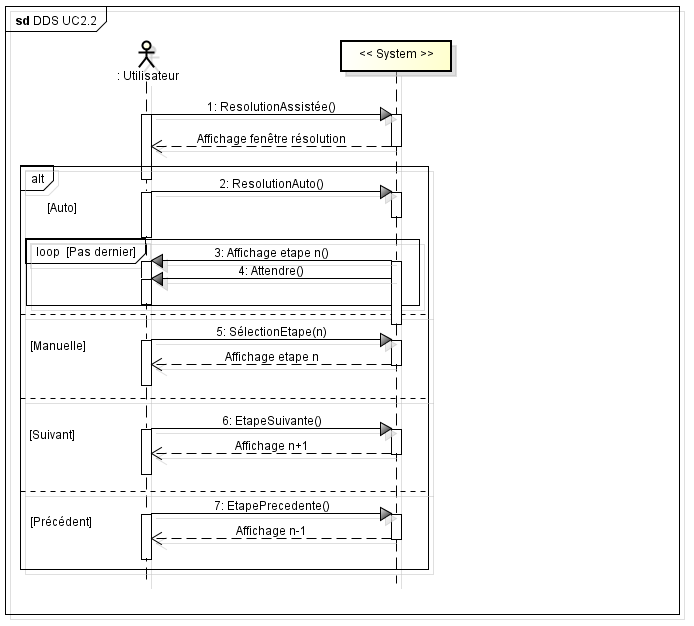 sd DDS UC2.2
<< System >>
: Utilisateur
1: ResolutionAssistée()
Affichage fenêtre résolution
alt
2: ResolutionAuto()
[Auto]
loop [Pas dernier]
3: Affichage etape n()
4: Attendre()
5: SélectionEtape(n)
[Manuelle]
Affichage etape n
6: EtapeSuivante()
[Suivant]
Affichage n+1
7: EtapePrecedente()
[Précédent]
Affichage n-1